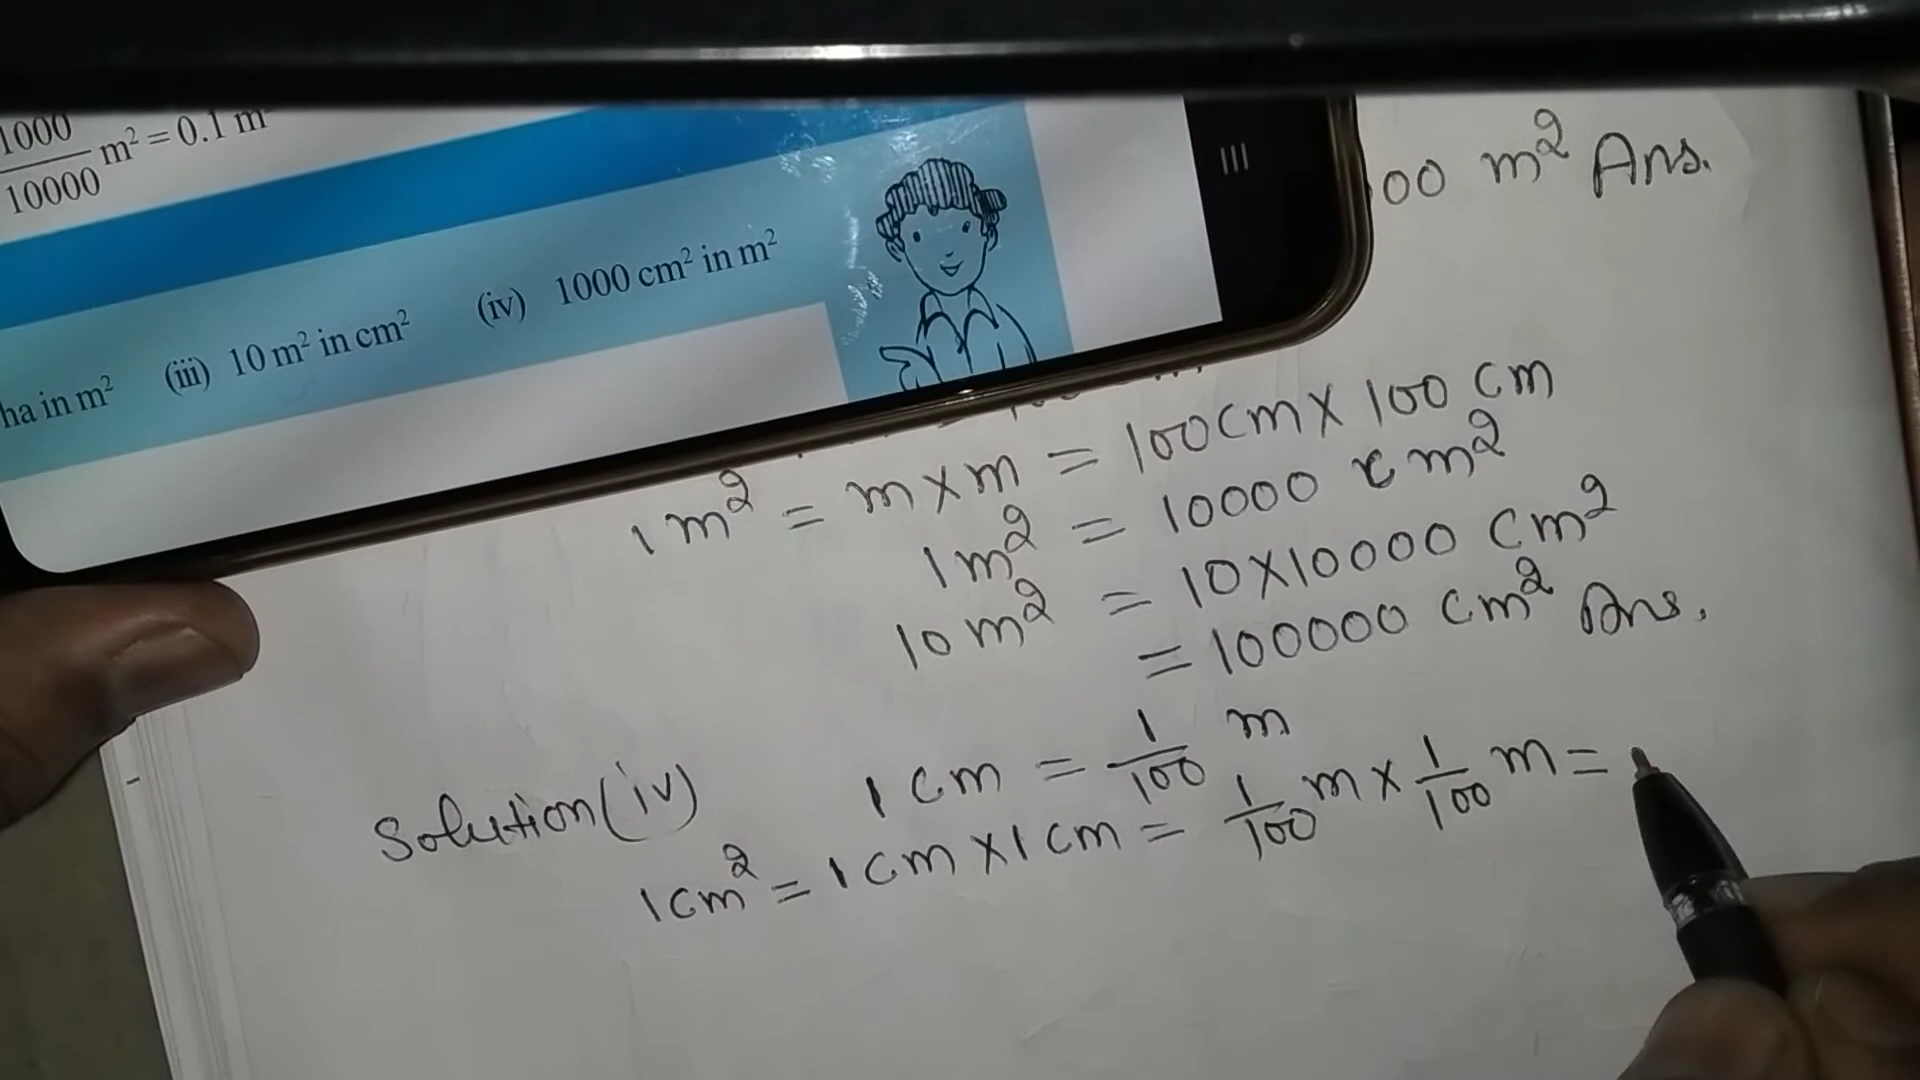 1000/10000 m² = 0.1 m
ha in m² (iii) 10 m² in cm² (iv) 1000 cm² in m²
00 m² Ans.
1 m² = m × m = 100 cm × 100 cm
1 m² = 10000 cm²
10 m² = 10×10000 cm²
= 100000 cm² Ans.
Solution (iv) 1 cm = 1/100 m
1 cm² = 1 cm × 1 cm = 1/100 m × 1/100 m =